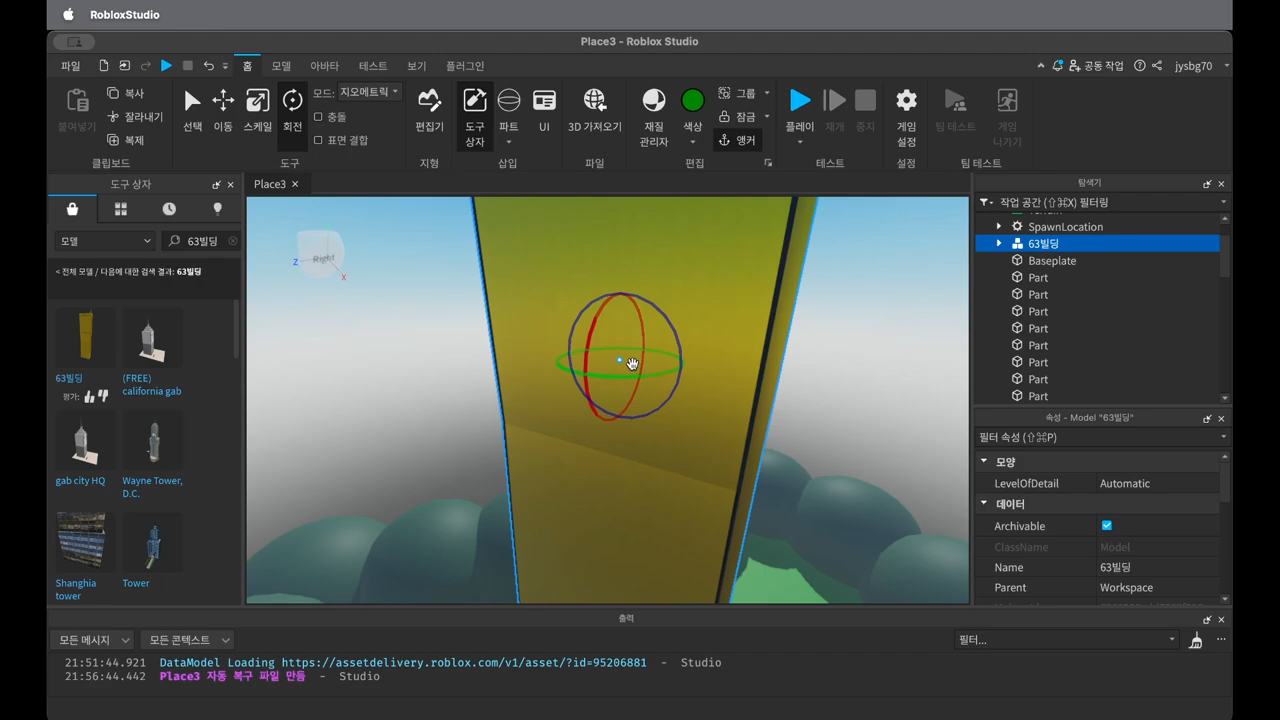 RobloxStudio
Place3 - Roblox Studio
파일 홈 모델 아바타 테스트 보기 플러그인 공동 작업 jysbg70
붙여넣기 복사 잘라내기 복제 클립보드
선택 이동 스케일 회전 모드: 지오메트릭 충돌 표면 결합 도구
편집기 지형
도구 상자 파트 UI 삽입
3D 가져오기 파일
재질 관리자 색상 그룹 잠금 앵커 편집
플레이 재개 중지 테스트
게임 설정 설정
팀 테스트 게임 나가기 팀 테스트
도구 상자
모델 63빌딩
< 전체 모델 / 다음에 대한 검색 결과: 63빌딩
63빌딩
평가:
(FREE) california gab
gab city HQ
Wayne Tower, D.C.
Shanghia tower
Tower
Place3
Right
Z
X
탐색기
작업 공간 (⇧⌘X) 필터링
SpawnLocation
63빌딩
Baseplate
Part
Part
Part
Part
Part
Part
Part
Part
속성 - Model "63빌딩"
필터 속성 (⇧⌘P)
모양
LevelOfDetail Automatic
데이터
Archivable
ClassName Model
Name 63빌딩
Parent Workspace
출력
모든 메시지 모든 콘텍스트 필터...
21:51:44.921 DataModel Loading https://assetdelivery.roblox.com/v1/asset/?id=95206881 - Studio
21:56:44.442 Place3 자동 복구 파일 만듦 - Studio